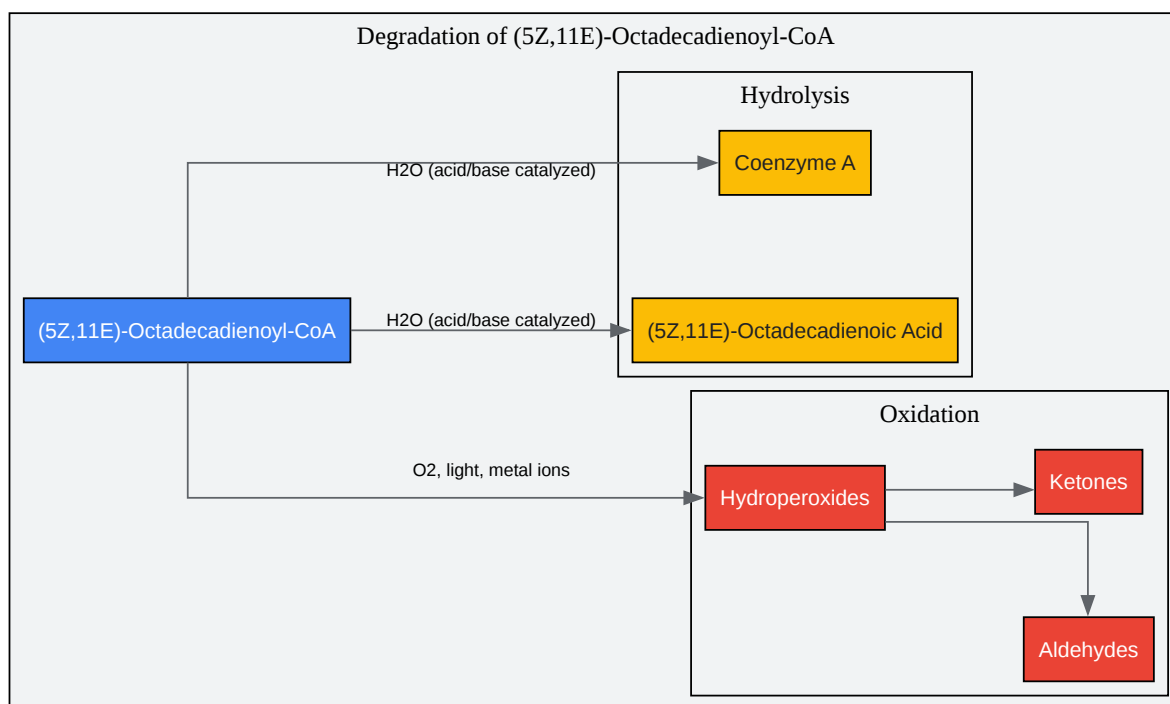 Degradation of (5Z,11E)-Octadecadienoyl-CoA
Hydrolysis
Coenzyme A
H2O (acid/base catalyzed)
(5Z,11E)-Octadecadienoyl-CoA
H2O (acid/base catalyzed)
(5Z,11E)-Octadecadienoic Acid
Oxidation
O2, light, metal ions
Hydroperoxides
Ketones
Aldehydes